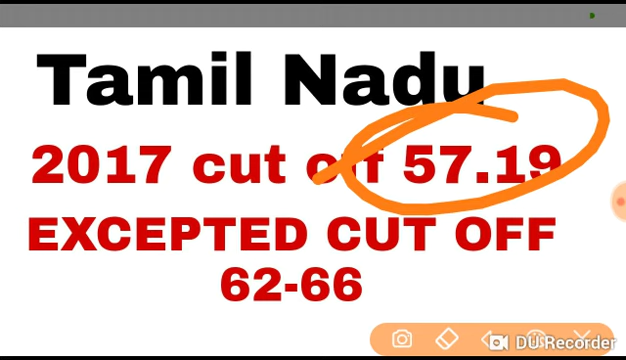 Tamil Nadu
2017 cut off 57.19
EXCEPTED CUT OFF
62-66
DU Recorder